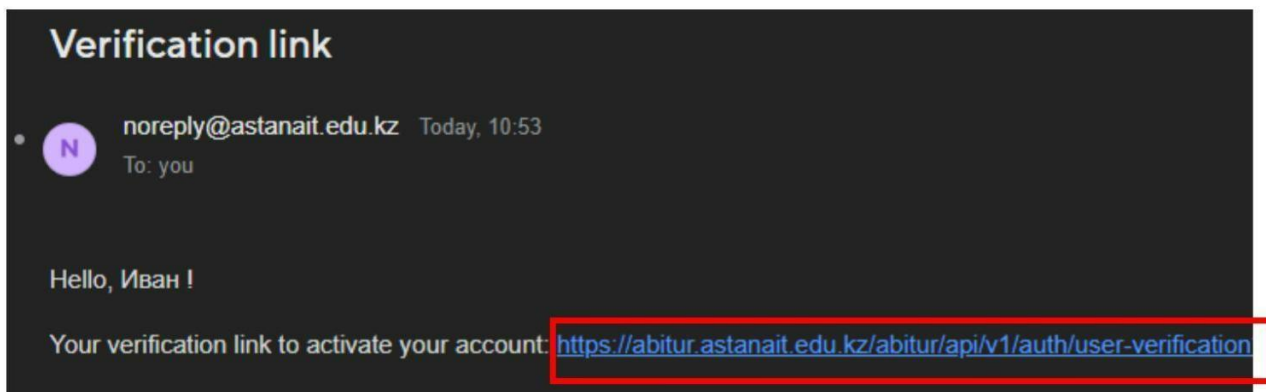 Verification link
N
noreply@astanait.edu.kz Today, 10:53
To: you
Hello, Иван !
Your verification link to activate your account: https://abitur.astanait.edu.kz/abitur/api/v1/auth/user-verification